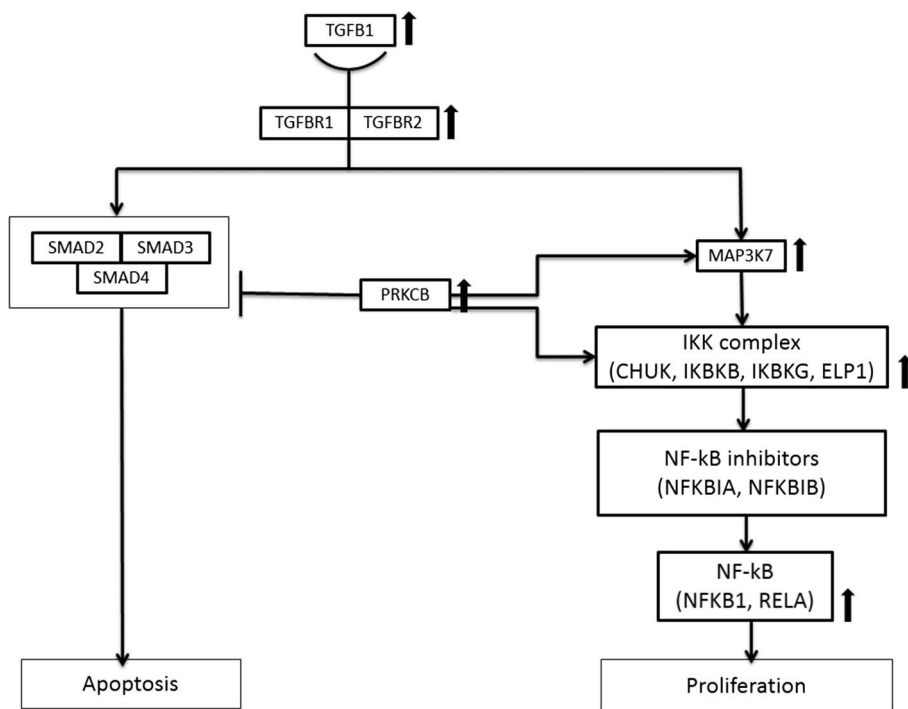 TGFB1
TGFBR1 TGFBR2
SMAD2 SMAD3
SMAD4
PRKCB
MAP3K7
IKK complex
(CHUK, IKBKB, IKBKG, ELP1)
NF-kB inhibitors
(NFKBIA, NFKBIB)
NF-kB
(NFKB1, RELA)
Apoptosis
Proliferation